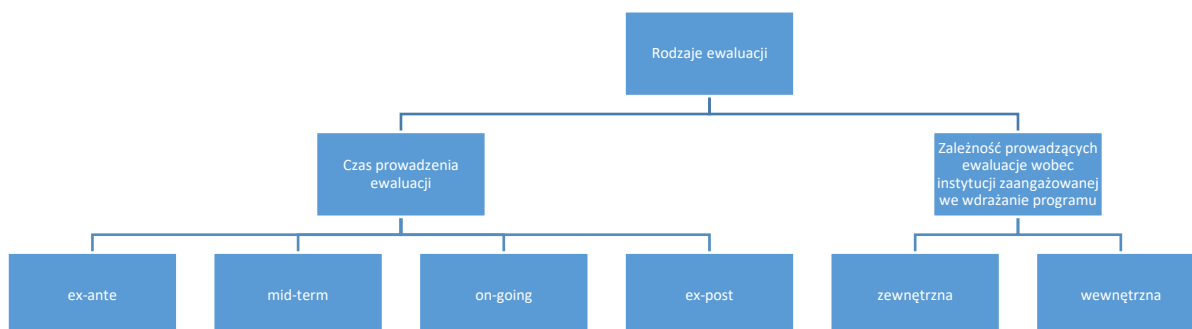 Rodzaje ewaluacji
Czas prowadzenia
ewaluacji
Zależność prowadzących
ewaluacje wobec
instytucji zaangażowanej
we wdrażanie programu
ex-ante
mid-term
on-going
ex-post
zewnętrzna
wewnętrzna